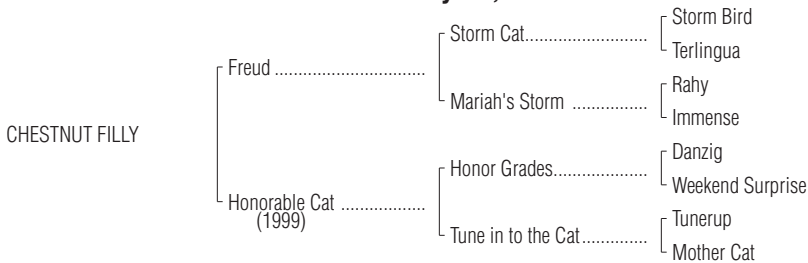 Storm Bird
Storm Cat..............................
Terlingua
Freud ................................
Rahy
Mariah's Storm ................
Immense
CHESTNUT FILLY
Danzig
Honor Grades....................
Weekend Surprise
Honorable Cat ..................
(1999)
Tunerup
Tune in to the Cat..............
Mother Cat